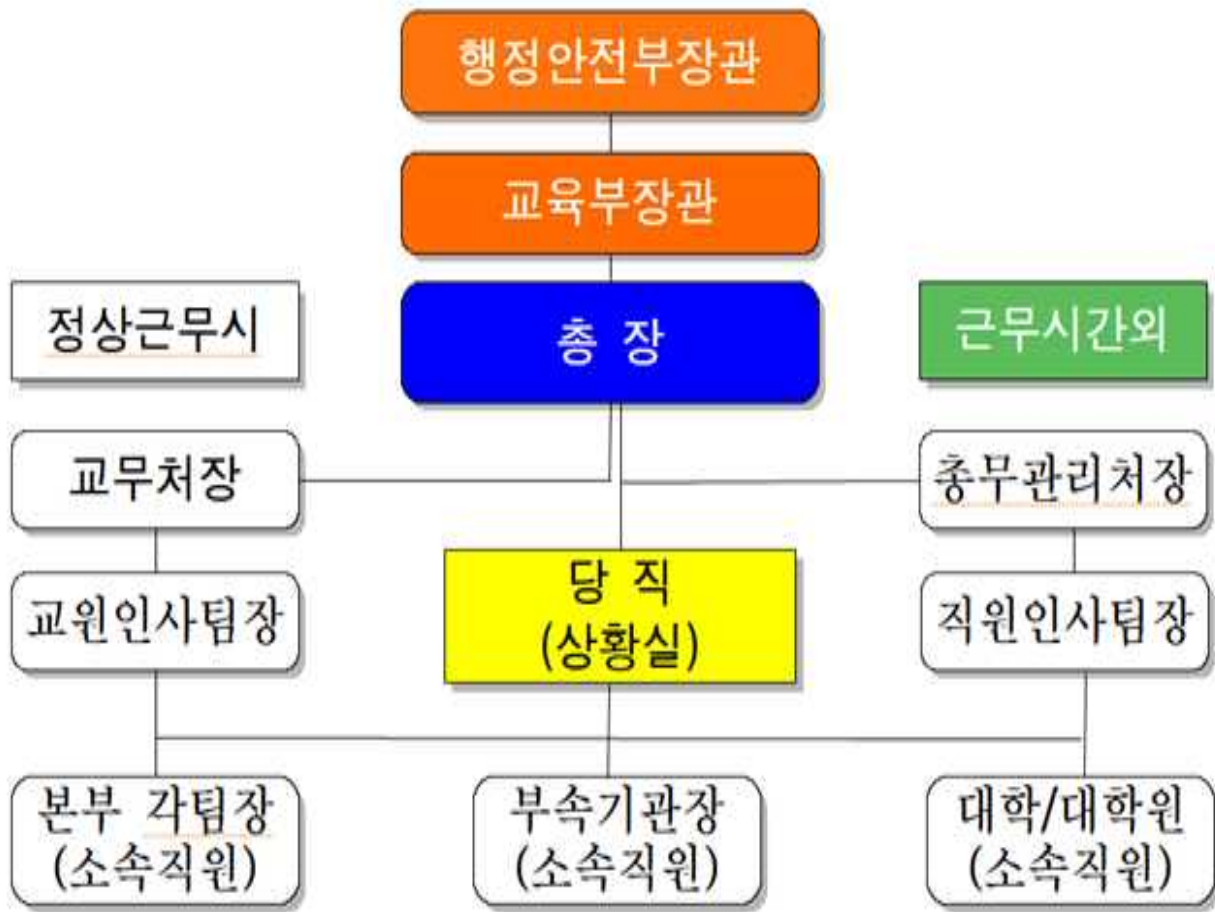 행정안전부장관
교육부장관
정상근무시
총 장
근무시간외
교무처장
총무관리처장
당 직
(상황실)
교원인사팀장
직원인사팀장
본부 각팀장
(소속직원)
부속기관장
(소속직원)
대학/대학원
(소속직원)